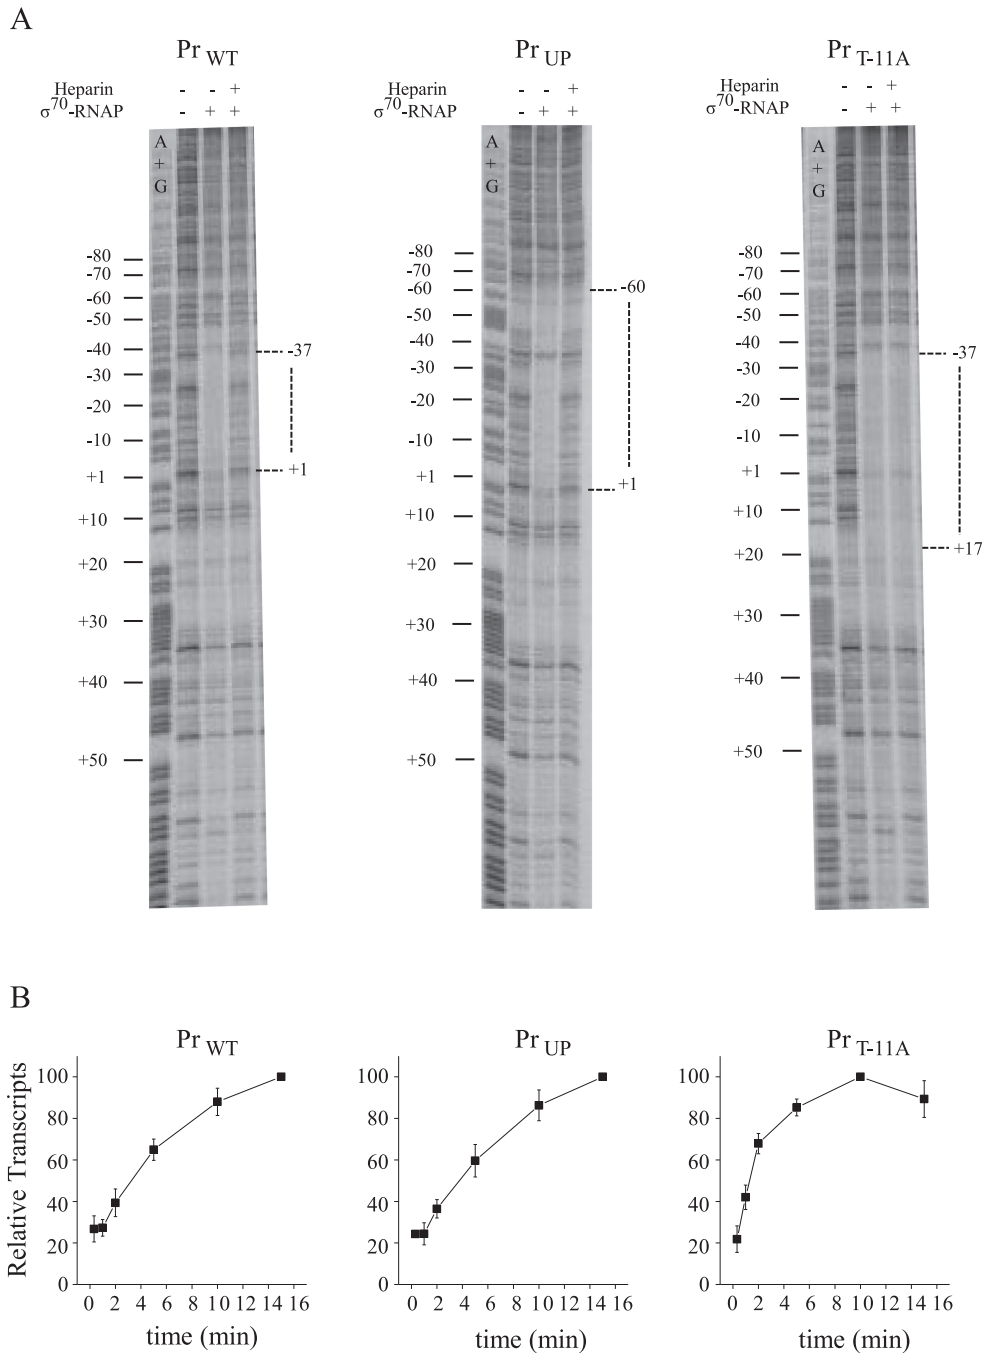 A
Pr WT
Pr UP
Pr T-11A
Heparin - - +
σ70-RNAP - + +
Heparin - - +
σ70-RNAP - + +
Heparin - - +
σ70-RNAP - + +
A + G
-80
-70
-60
-50
-40
-30
-20
-10
+1
+10
+20
+30
+40
+50
-37
+1
A + G
-80
-70
-60
-50
-40
-30
-20
-10
+1
+10
+20
+30
+40
+50
-60
+1
A + G
-80
-70
-60
-50
-40
-30
-20
-10
+1
+10
+20
+30
+40
+50
-37
+17
B
Pr WT
Pr UP
Pr T-11A
Relative Transcripts
100
80
60
40
20
0
0 2 4 6 8 10 12 14 16
time (min)
100
80
60
40
20
0
0 2 4 6 8 10 12 14 16
time (min)
100
80
60
40
20
0
0 2 4 6 8 10 12 14 16
time (min)